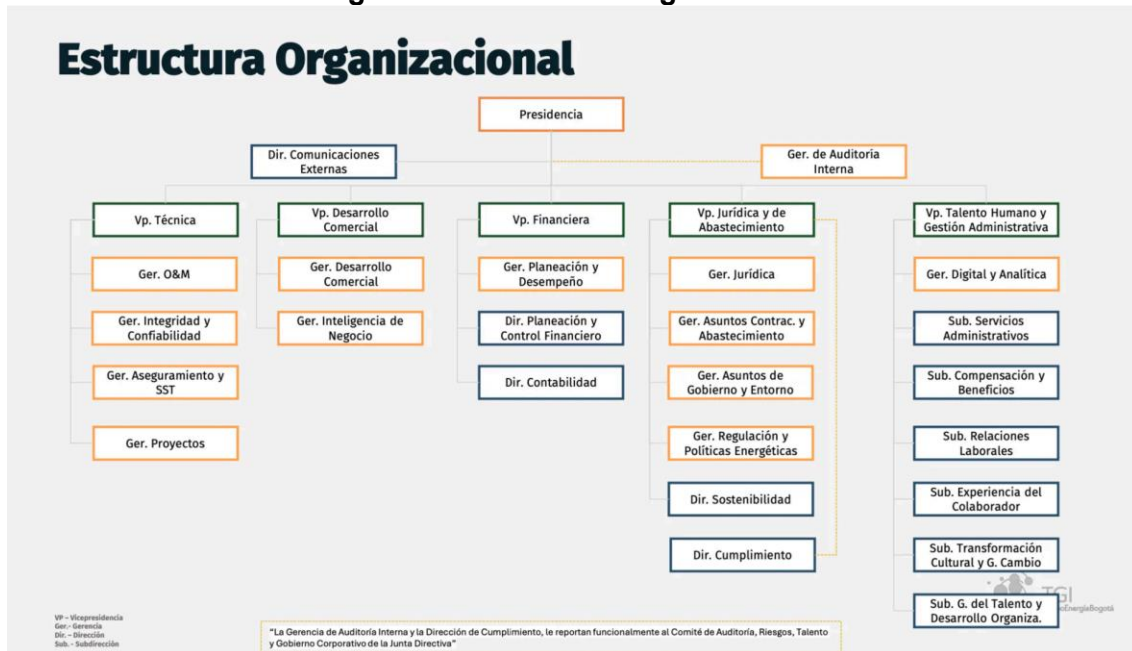 Estructura Organizacional
Presidencia
Dir. Comunicaciones
Externas
Ger. de Auditoría
Interna
Vp. Técnica
Ger. O&M
Ger. Integridad y
Confiabilidad
Ger. Aseguramiento y
SST
Ger. Proyectos
Vp. Desarrollo
Comercial
Ger. Desarrollo
Comercial
Ger. Inteligencia de
Negocio
Vp. Financiera
Ger. Planeación y
Desempeño
Dir. Planeación y
Control Financiero
Dir. Contabilidad
Vp. Jurídica y de
Abastecimiento
Ger. Jurídica
Ger. Asuntos Contrac. y
Abastecimiento
Ger. Asuntos de
Gobierno y Entorno
Ger. Regulación y
Políticas Energéticas
Dir. Sostenibilidad
Dir. Cumplimiento
Vp. Talento Humano y
Gestión Administrativa
Ger. Digital y Analítica
Sub. Servicios
Administrativos
Sub. Compensación y
Beneficios
Sub. Relaciones
Laborales
Sub. Experiencia del
Colaborador
Sub. Transformación
Cultural y G. Cambio
Sub. G. del Talento y
Desarrollo Organiza.
TGI
VP – Vicepresidencia
Ger.- Gerencia
Dir. – Dirección
Sub. – Subdirección
"La Gerencia de Auditoría Interna y la Dirección de Cumplimiento, le reportan funcionalmente al Comité de Auditoría, Riesgos, Talento
y Gobierno Corporativo de la Junta Directiva"